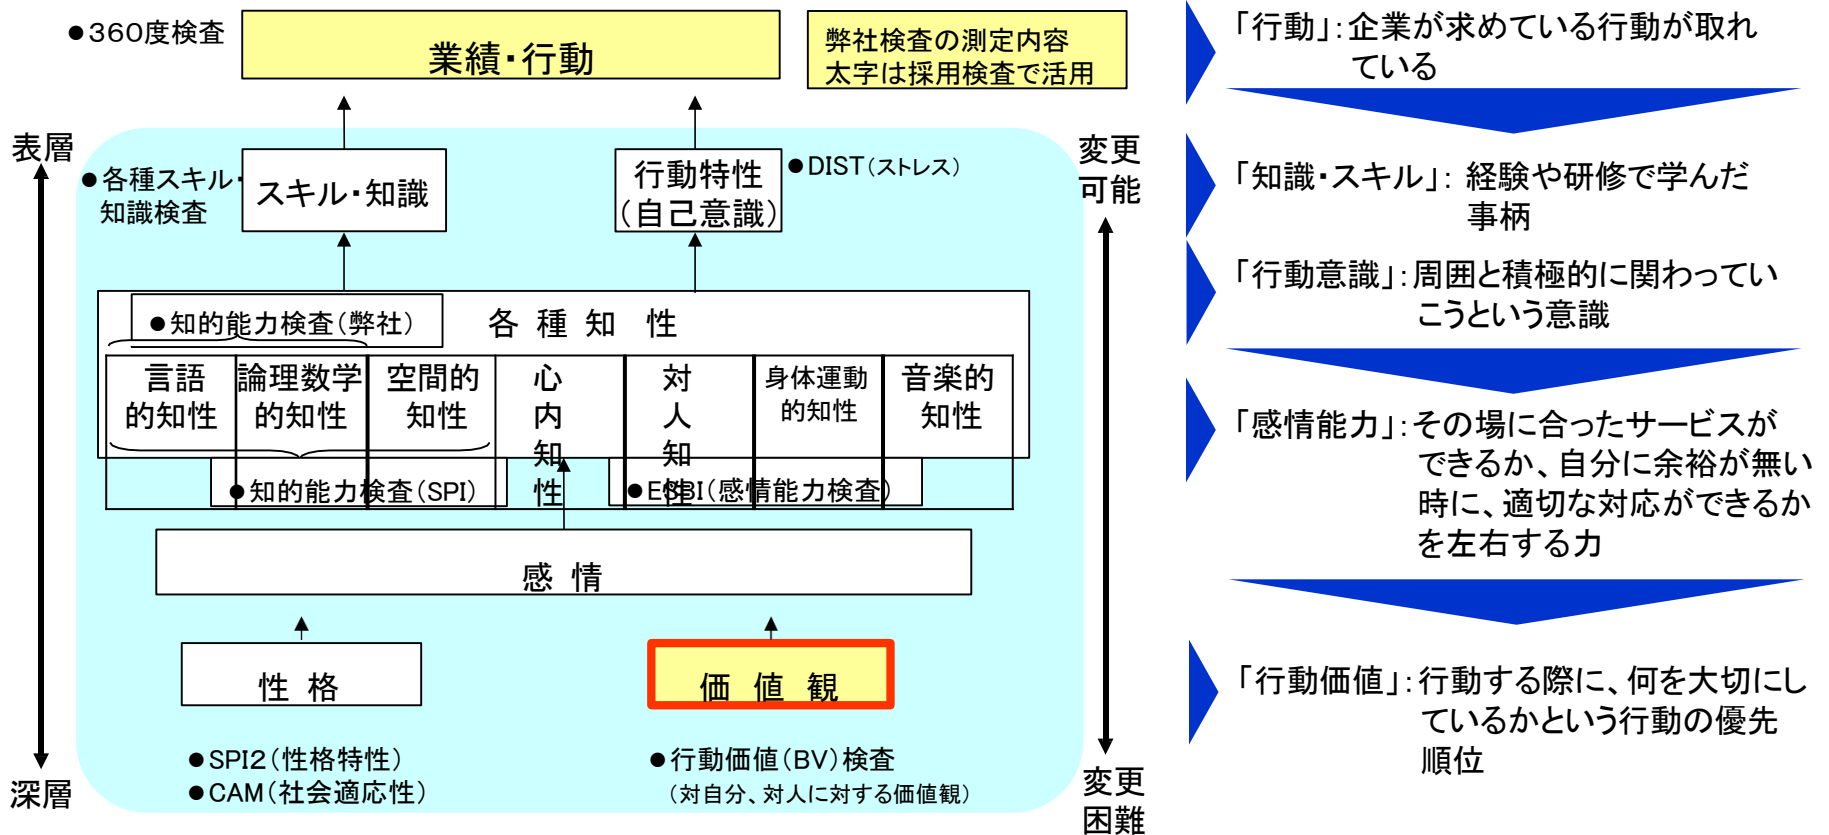 ●360度検査
業績・行動
弊社検査の測定内容
太字は採用検査で活用
表層
変更
可能
●各種スキル・
知識検査
スキル・知識
行動特性
（自己意識）
●DIST（ストレス）
●知的能力検査（弊社）
各 種 知 性
言語
的知性
論理数学
的知性
空間的
知性
心
内
知
性
対
人
知
性
身体運動
的知性
音楽的
知性
●知的能力検査（SPI）
●ESBI（感情能力検査）
感 情
性 格
価 値 観
●SPI2（性格特性）
●CAM（社会適応性）
●行動価値（BV）検査
（対自分、対人に対する価値観）
深層
変更
困難
「行動」：企業が求めている行動が取れ
ている
「知識・スキル」： 経験や研修で学んだ
事柄
「行動意識」：周囲と積極的に関わってい
こうという意識
「感情能力」：その場に合ったサービスが
できるか、自分に余裕が無い
時に、適切な対応ができるか
を左右する力
「行動価値」：行動する際に、何を大切にし
ているかという行動の優先
順位